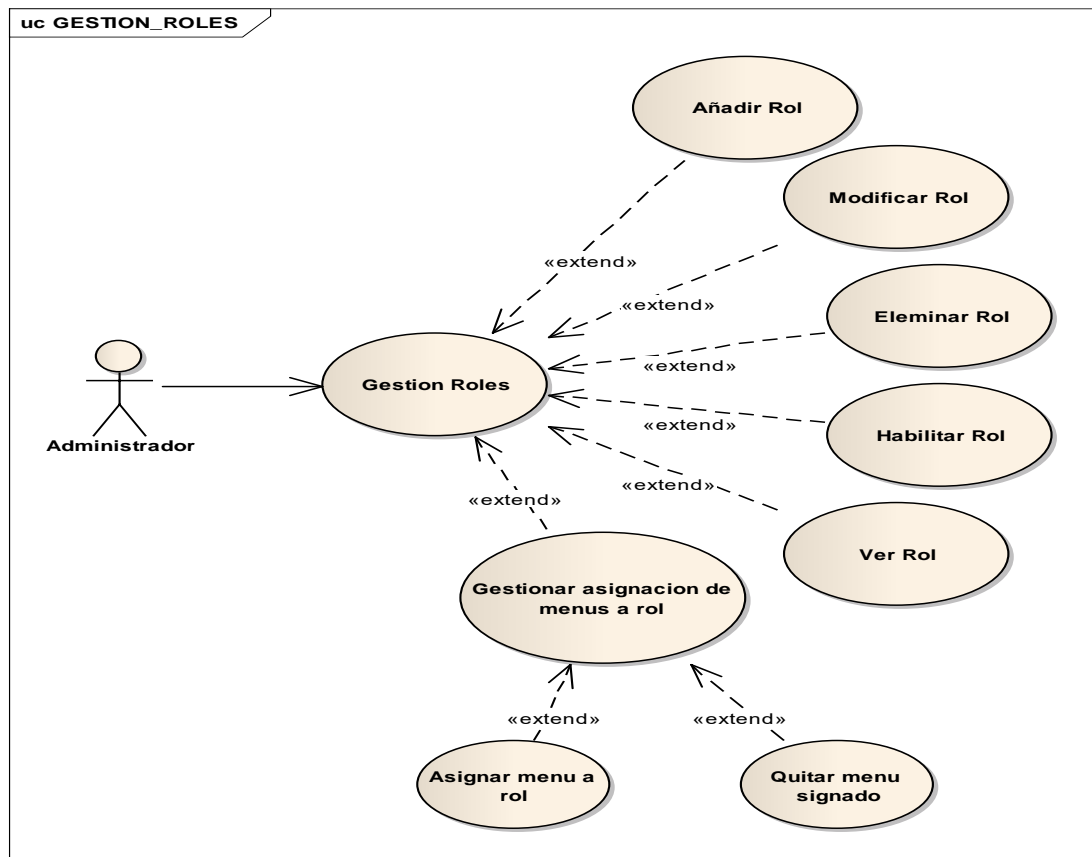 uc GESTION_ROLES
Añadir Rol
Modificar Rol
«extend»
«extend»
Eleminar Rol
«extend»
Gestion Roles
Administrador
«extend»
Habilitar Rol
«extend»
«extend»
Ver Rol
Gestionar asignacion de
menus a rol
«extend»
«extend»
Asignar menu a
rol
Quitar menu
signado